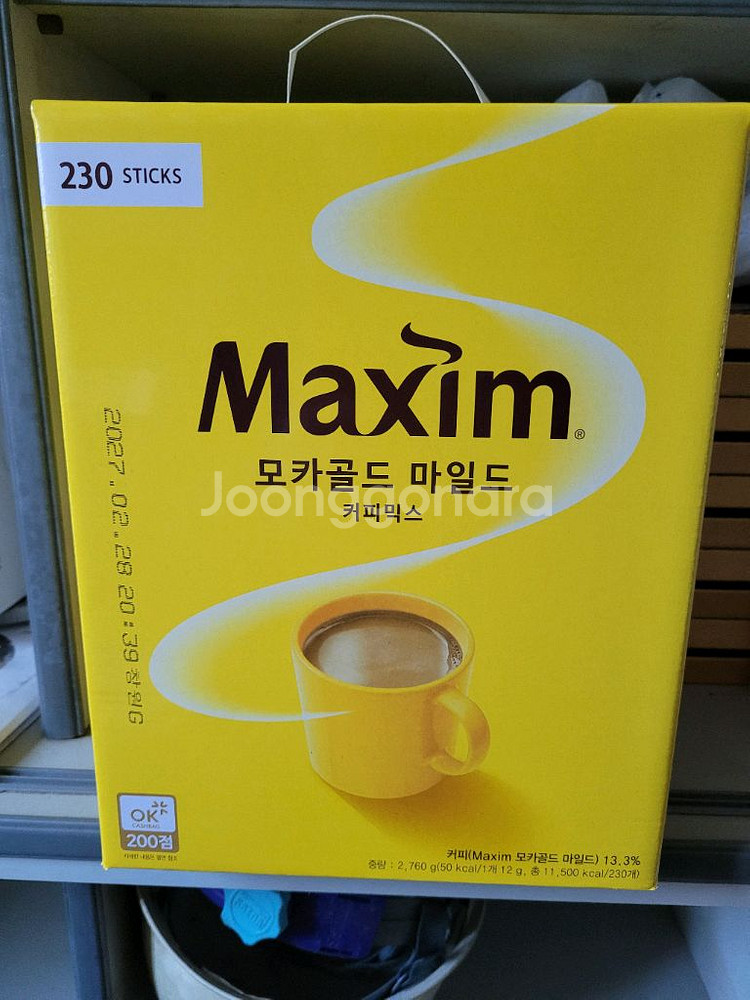 230 STICKS
Maxim®
모카골드 마일드
Joonggonara
커피믹스
2027.02.28 20:39 창원G
OK
CASHBAG
200점
커피(Maxim 모카골드 마일드) 13.3%
중량 : 2,760 g(50 kcal/1개 12 g, 총 11,500 kcal/230개)